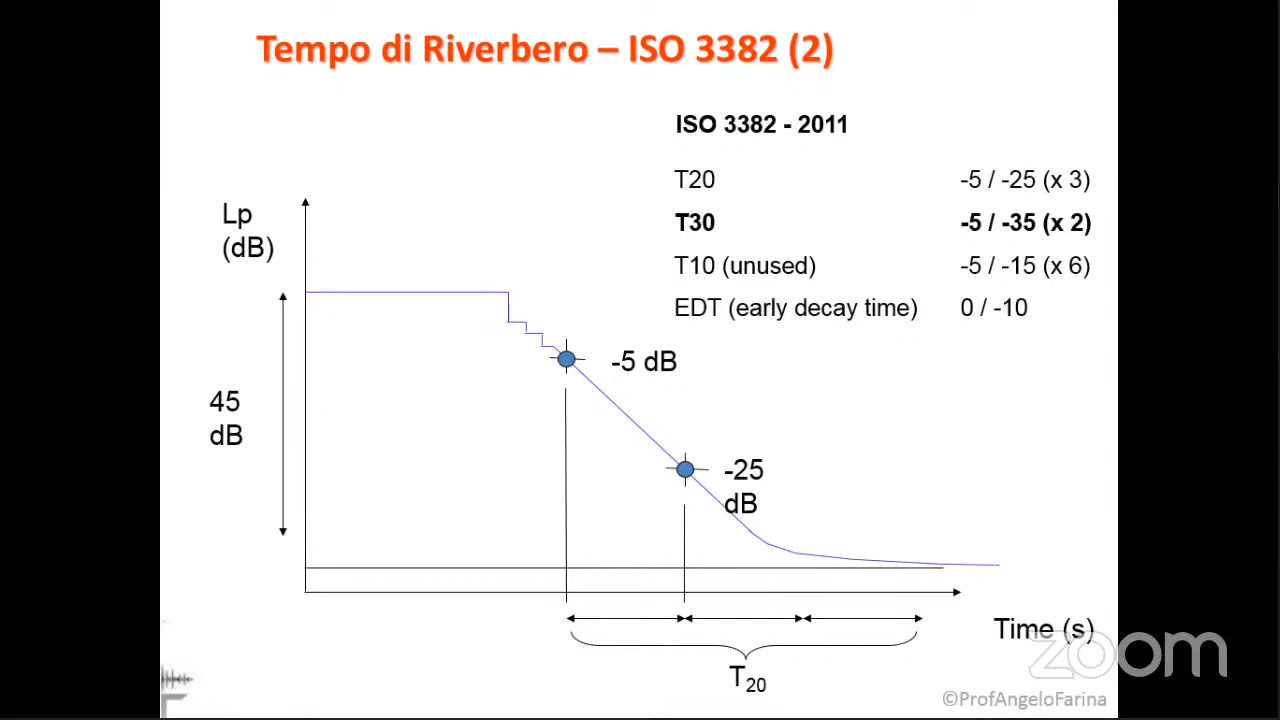 Tempo di Riverbero – ISO 3382 (2)
ISO 3382 - 2011
T20 -5 / -25 (x 3)
T30 -5 / -35 (x 2)
T10 (unused) -5 / -15 (x 6)
EDT (early decay time) 0 / -10
Lp
(dB)
-5 dB
45
dB
-25
dB
Time (s)
zoom
T20
©ProfAngeloFarina